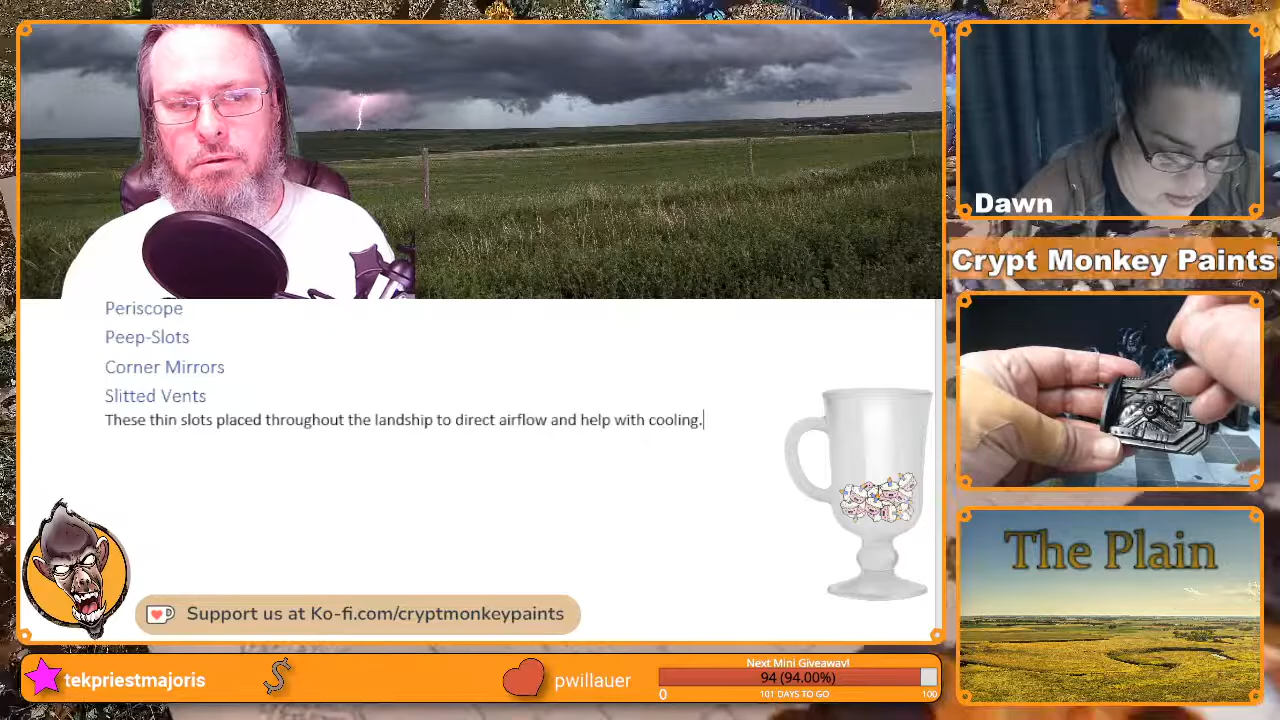 Dawn
Crypt Monkey Paints
Periscope
Peep-Slots
Corner Mirrors
Slitted Vents
These thin slots placed throughout the landship to direct airflow and help with cooling.
The Plain
Support us at Ko-fi.com/cryptmonkeypaints
tekpriestmajoris
pwillauer
Next Mini Giveaway!
94 (94.00%)
0
101 DAYS TO GO
100